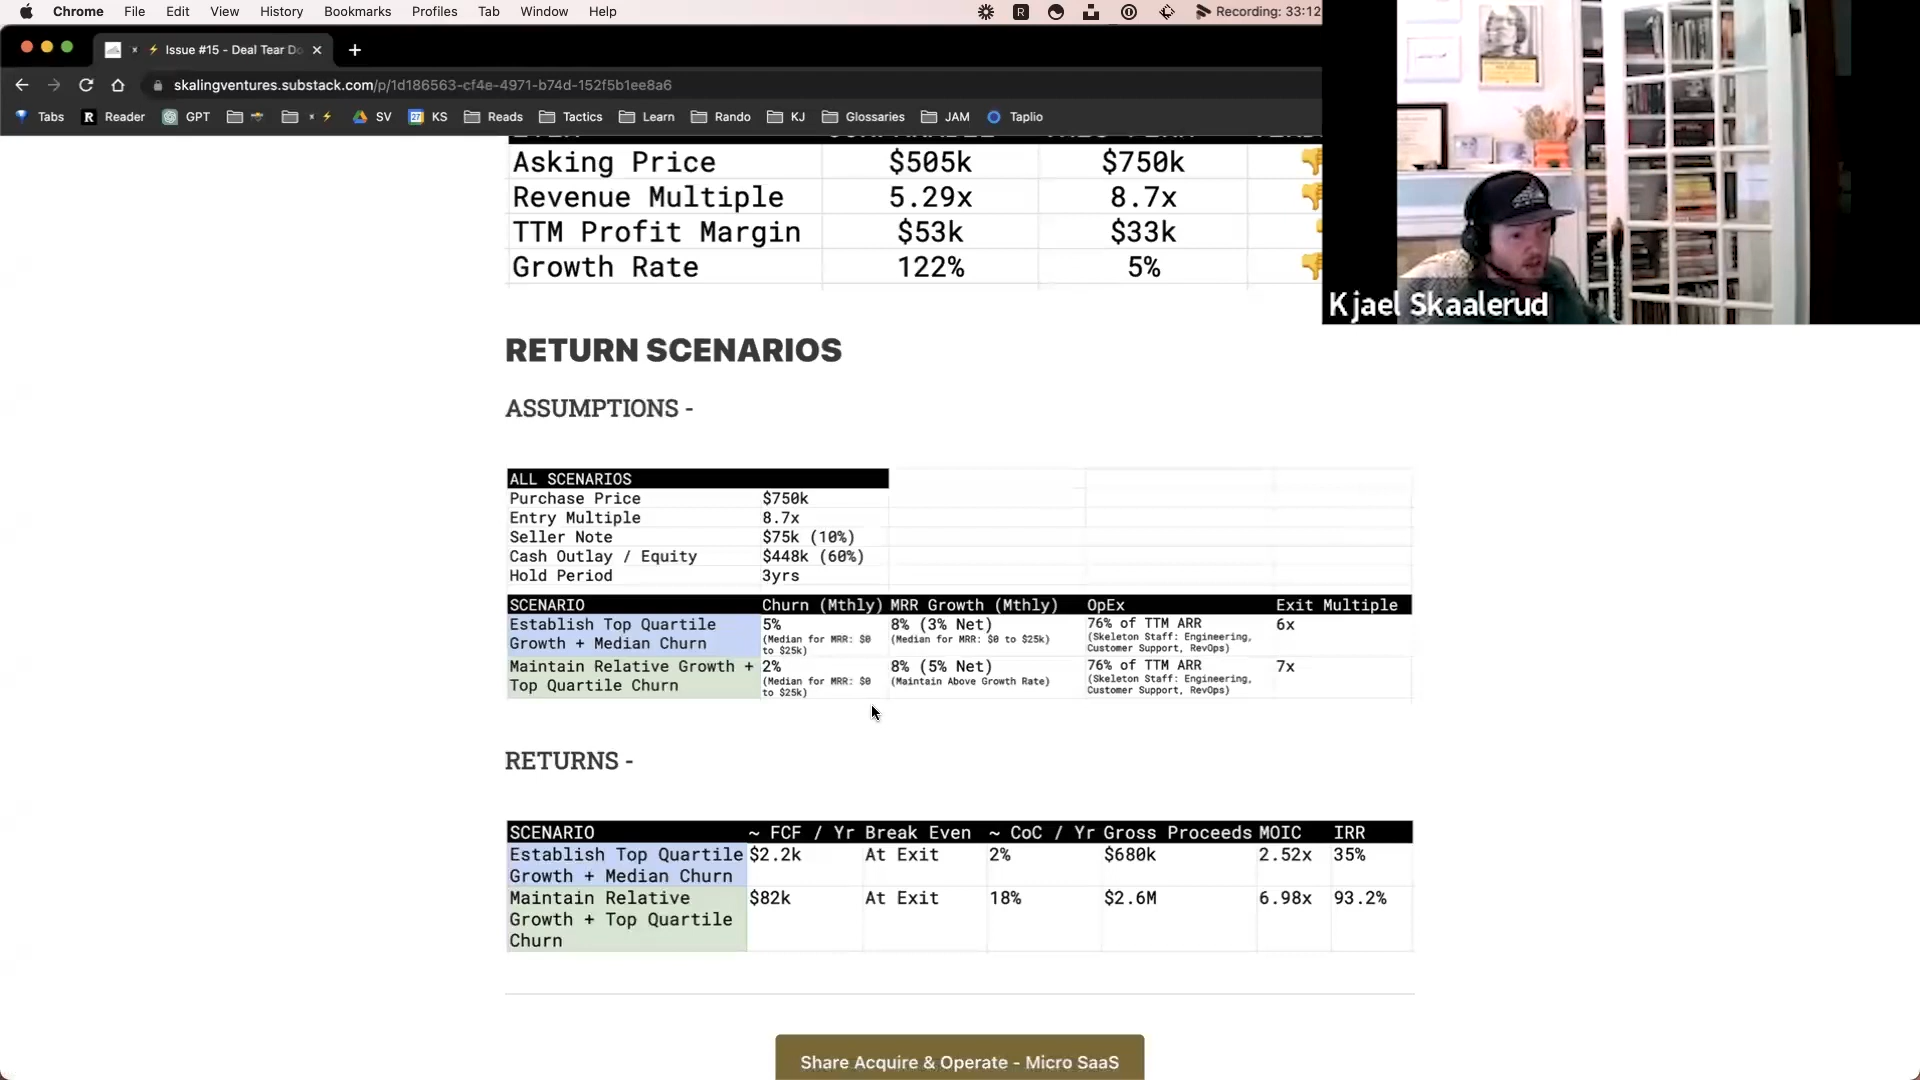 Chrome File Edit View History Bookmarks Profiles Tab Window Help Recording: 33:12
Issue #15 - Deal Tear Do
skalingventures.substack.com/p/1d186563-cf4e-4971-b74d-152f5b1ee8a6
Tabs Reader GPT SV KS Reads Tactics Learn Rando KJ Glossaries JAM Taplio
Asking Price $505k $750k
Revenue Multiple 5.29x 8.7x
TTM Profit Margin $53k $33k
Growth Rate 122% 5%
Kjael Skaalerud
RETURN SCENARIOS
ASSUMPTIONS -
ALL SCENARIOS
Purchase Price $750k
Entry Multiple 8.7x
Seller Note $75k (10%)
Cash Outlay / Equity $448k (60%)
Hold Period 3yrs
SCENARIO Churn (Mthly) MRR Growth (Mthly) OpEx Exit Multiple
Establish Top Quartile 5% 8% (3% Net) 76% of TTM ARR 6x
Growth + Median Churn (Median for MRR: $0 (Median for MRR: $0 to $25k) (Skeleton Staff: Engineering,
to $25k) Customer Support, RevOps)
Maintain Relative Growth + 2% 8% (5% Net) 76% of TTM ARR 7x
Top Quartile Churn (Median for MRR: $0 (Maintain Above Growth Rate) (Skeleton Staff: Engineering,
to $25k) Customer Support, RevOps)
RETURNS -
SCENARIO ~ FCF / Yr Break Even ~ CoC / Yr Gross Proceeds MOIC IRR
Establish Top Quartile $2.2k At Exit 2% $680k 2.52x 35%
Growth + Median Churn
Maintain Relative $82k At Exit 18% $2.6M 6.98x 93.2%
Growth + Top Quartile
Churn
Share Acquire & Operate - Micro SaaS